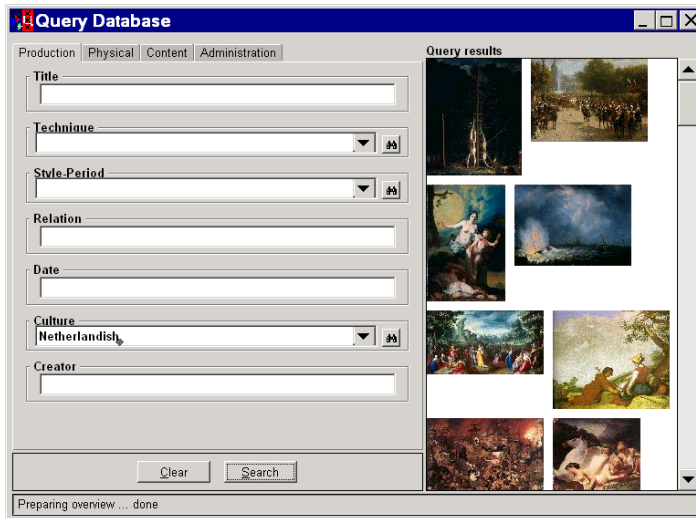 Query Database
Production Physical Content Administration
Query results
Title
Technique
Style-Period
Relation
Date
Culture
Netherlandish
Creator
Clear Search
Preparing overview ... done